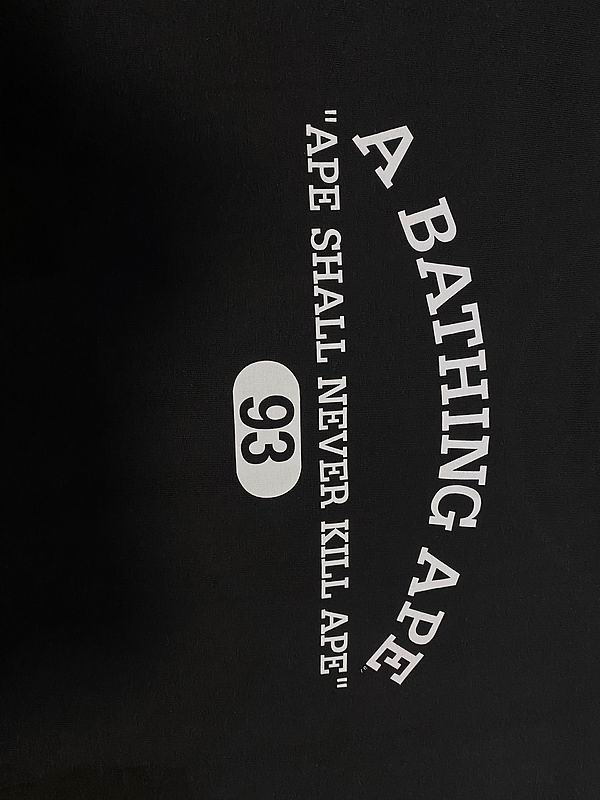 A BATHING APE
"APE SHALL NEVER KILL APE"
93